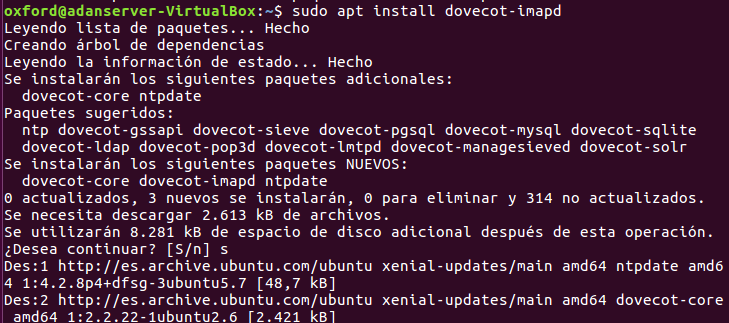 oxford@adanserver-VirtualBox:~$ sudo apt install dovecot-imapd
Leyendo lista de paquetes... Hecho
Creando árbol de dependencias
Leyendo la información de estado... Hecho
Se instalarán los siguientes paquetes adicionales:
  dovecot-core ntpdate
Paquetes sugeridos:
  ntp dovecot-gssapi dovecot-sieve dovecot-pgsql dovecot-mysql dovecot-sqlite
  dovecot-ldap dovecot-pop3d dovecot-lmtpd dovecot-managesieved dovecot-solr
Se instalarán los siguientes paquetes NUEVOS:
  dovecot-core dovecot-imapd ntpdate
0 actualizados, 3 nuevos se instalarán, 0 para eliminar y 314 no actualizados.
Se necesita descargar 2.613 kB de archivos.
Se utilizarán 8.281 kB de espacio de disco adicional después de esta operación.
¿Desea continuar? [S/n] s
Des:1 http://es.archive.ubuntu.com/ubuntu xenial-updates/main amd64 ntpdate amd6
4 1:4.2.8p4+dfsg-3ubuntu5.7 [48,7 kB]
Des:2 http://es.archive.ubuntu.com/ubuntu xenial-updates/main amd64 dovecot-core
 amd64 1:2.2.22-1ubuntu2.6 [2.421 kB]